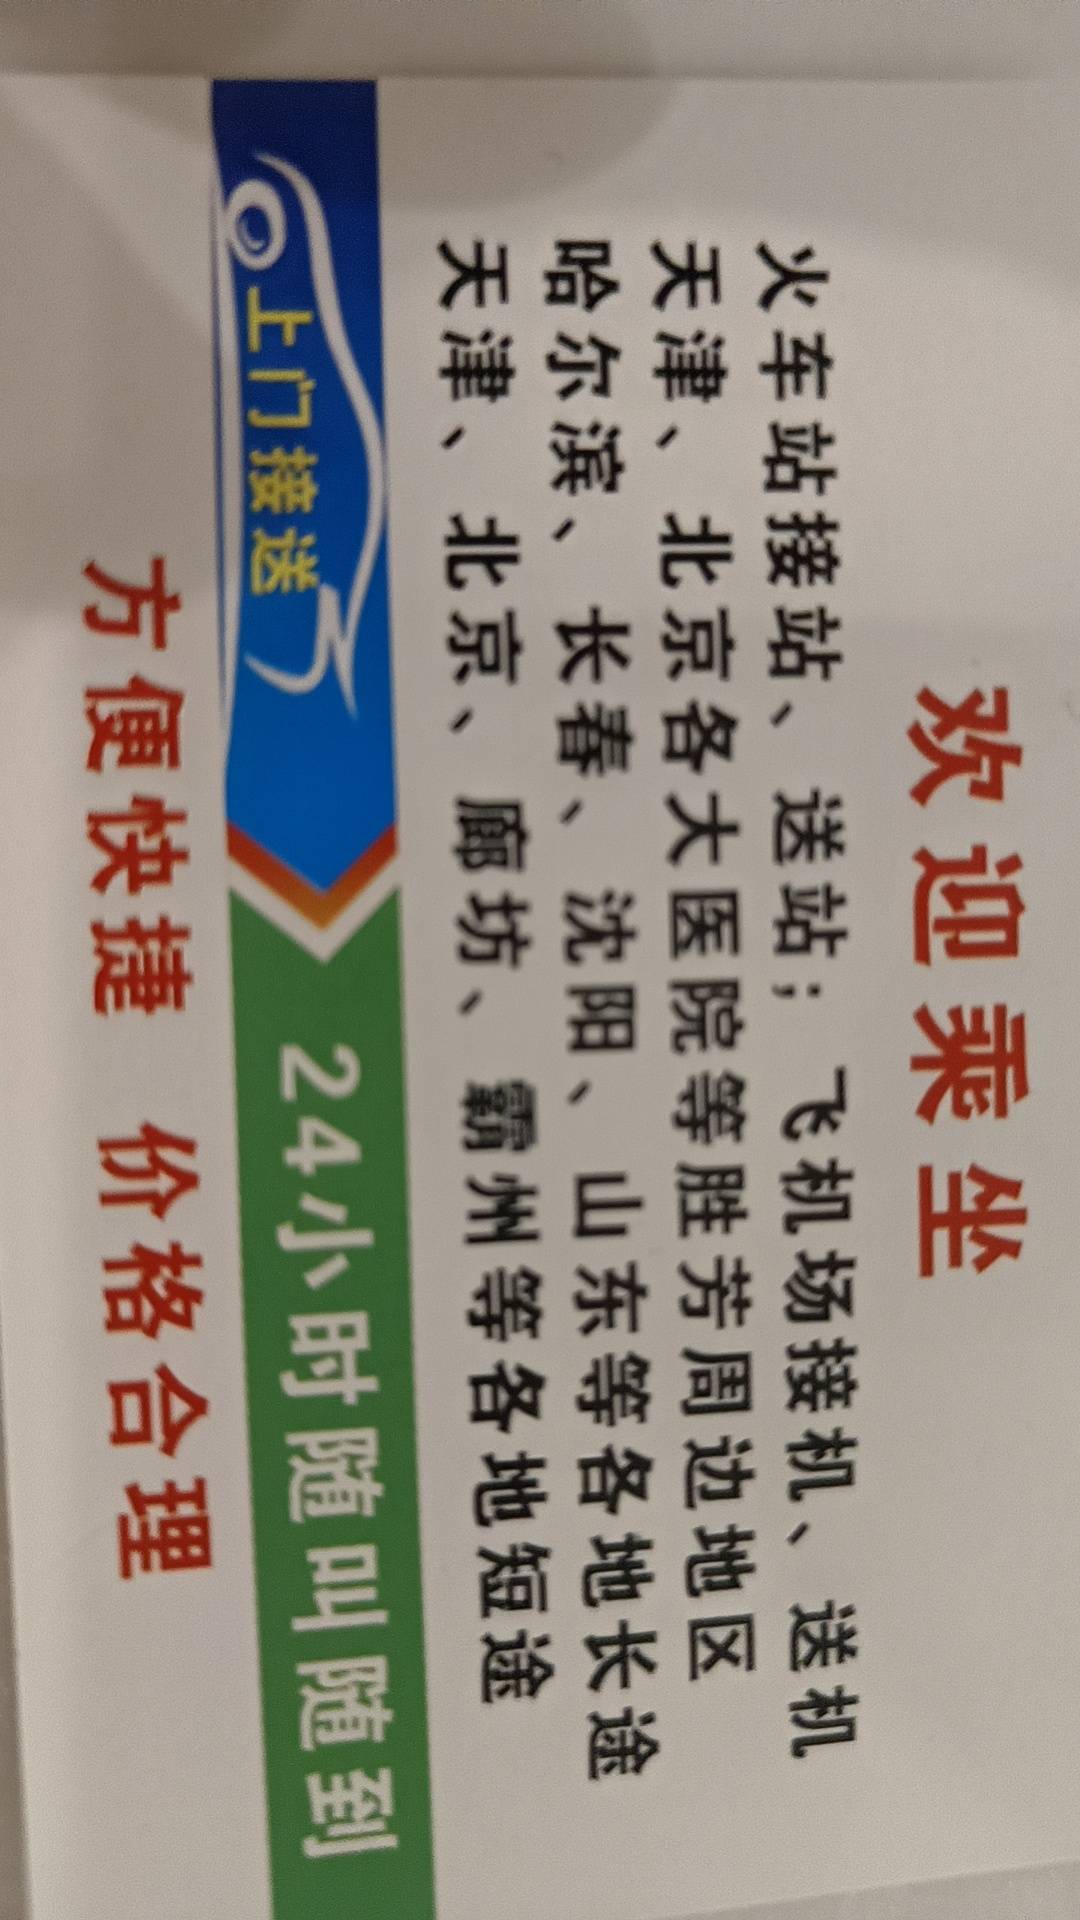 欢迎乘坐
火车站接站、送站；飞机场接机、送机
天津、北京各大医院等胜芳周边地区
哈尔滨、长春、沈阳、山东等各地长途
天津、北京、廊坊、霸州等各地短途
上门接送
24小时随叫随到
方便快捷 价格合理